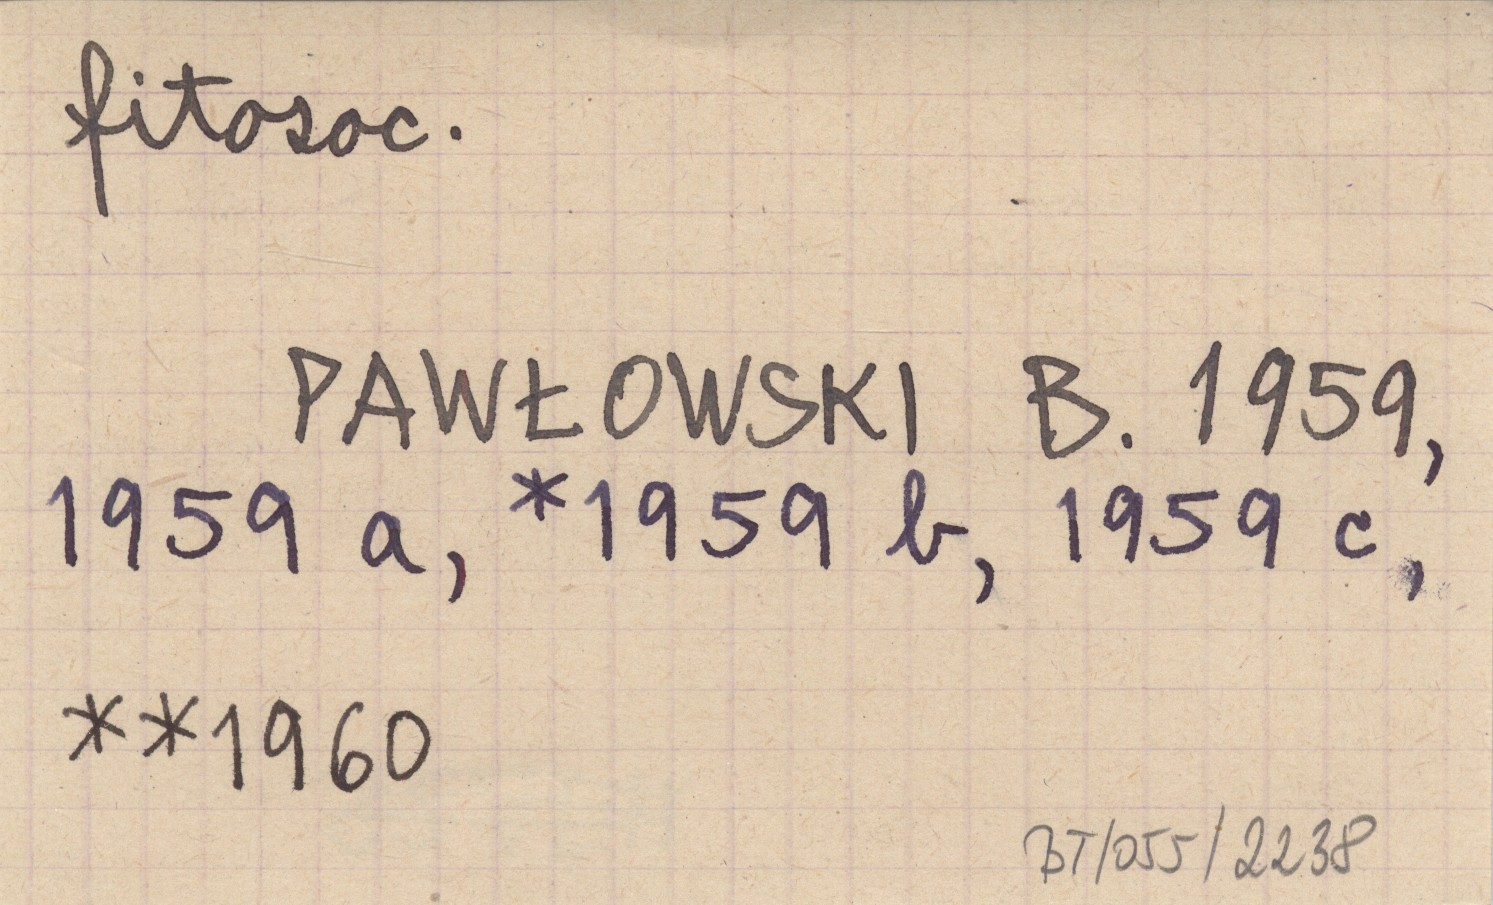 fitosoc.
PAWŁOWSKI B. 1959,
1959 a, *1959 b, 1959 c,
**1960
BT/055/2238